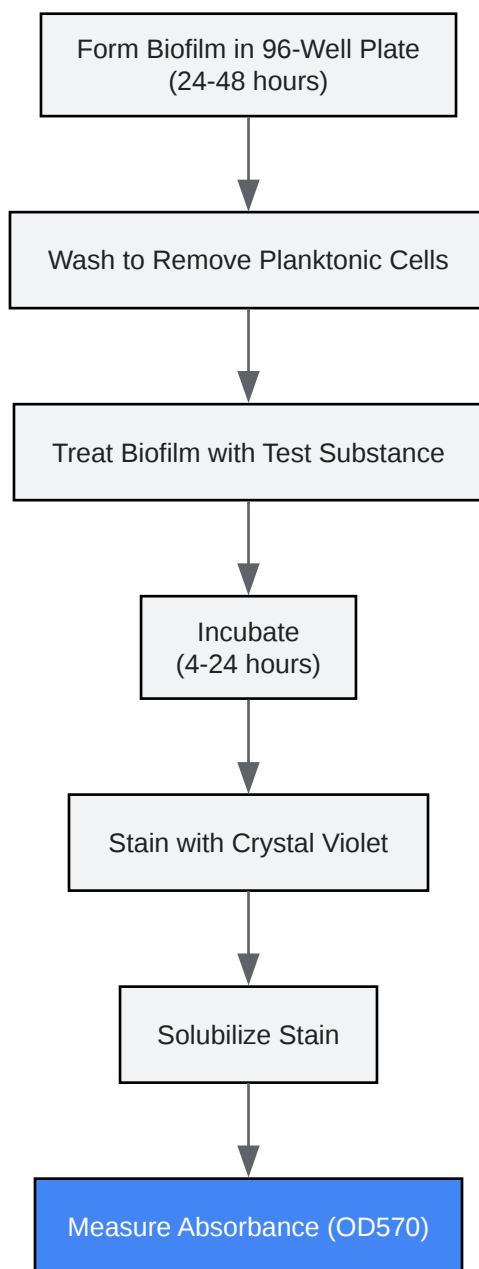 Form Biofilm in 96-Well Plate
(24-48 hours)
Wash to Remove Planktonic Cells
Treat Biofilm with Test Substance
Incubate
(4-24 hours)
Stain with Crystal Violet
Solubilize Stain
Measure Absorbance (OD570)